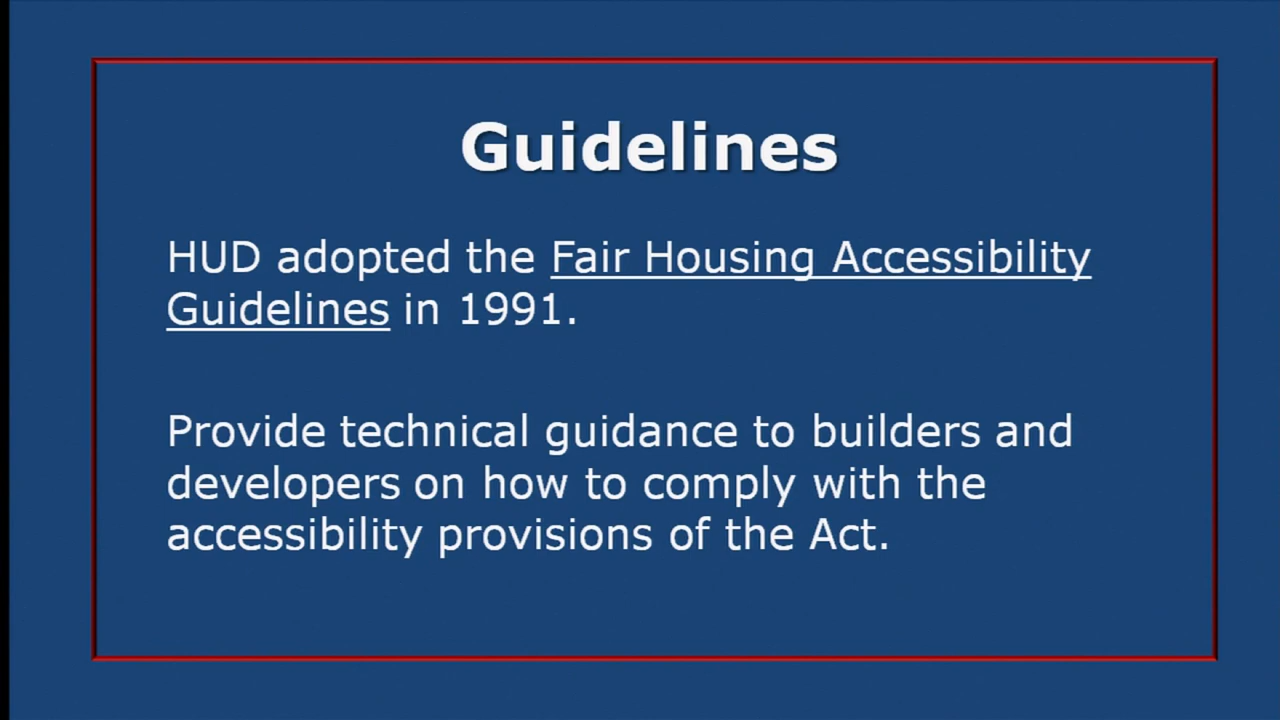 Guidelines
HUD adopted the Fair Housing Accessibility
Guidelines in 1991.
Provide technical guidance to builders and
developers on how to comply with the
accessibility provisions of the Act.